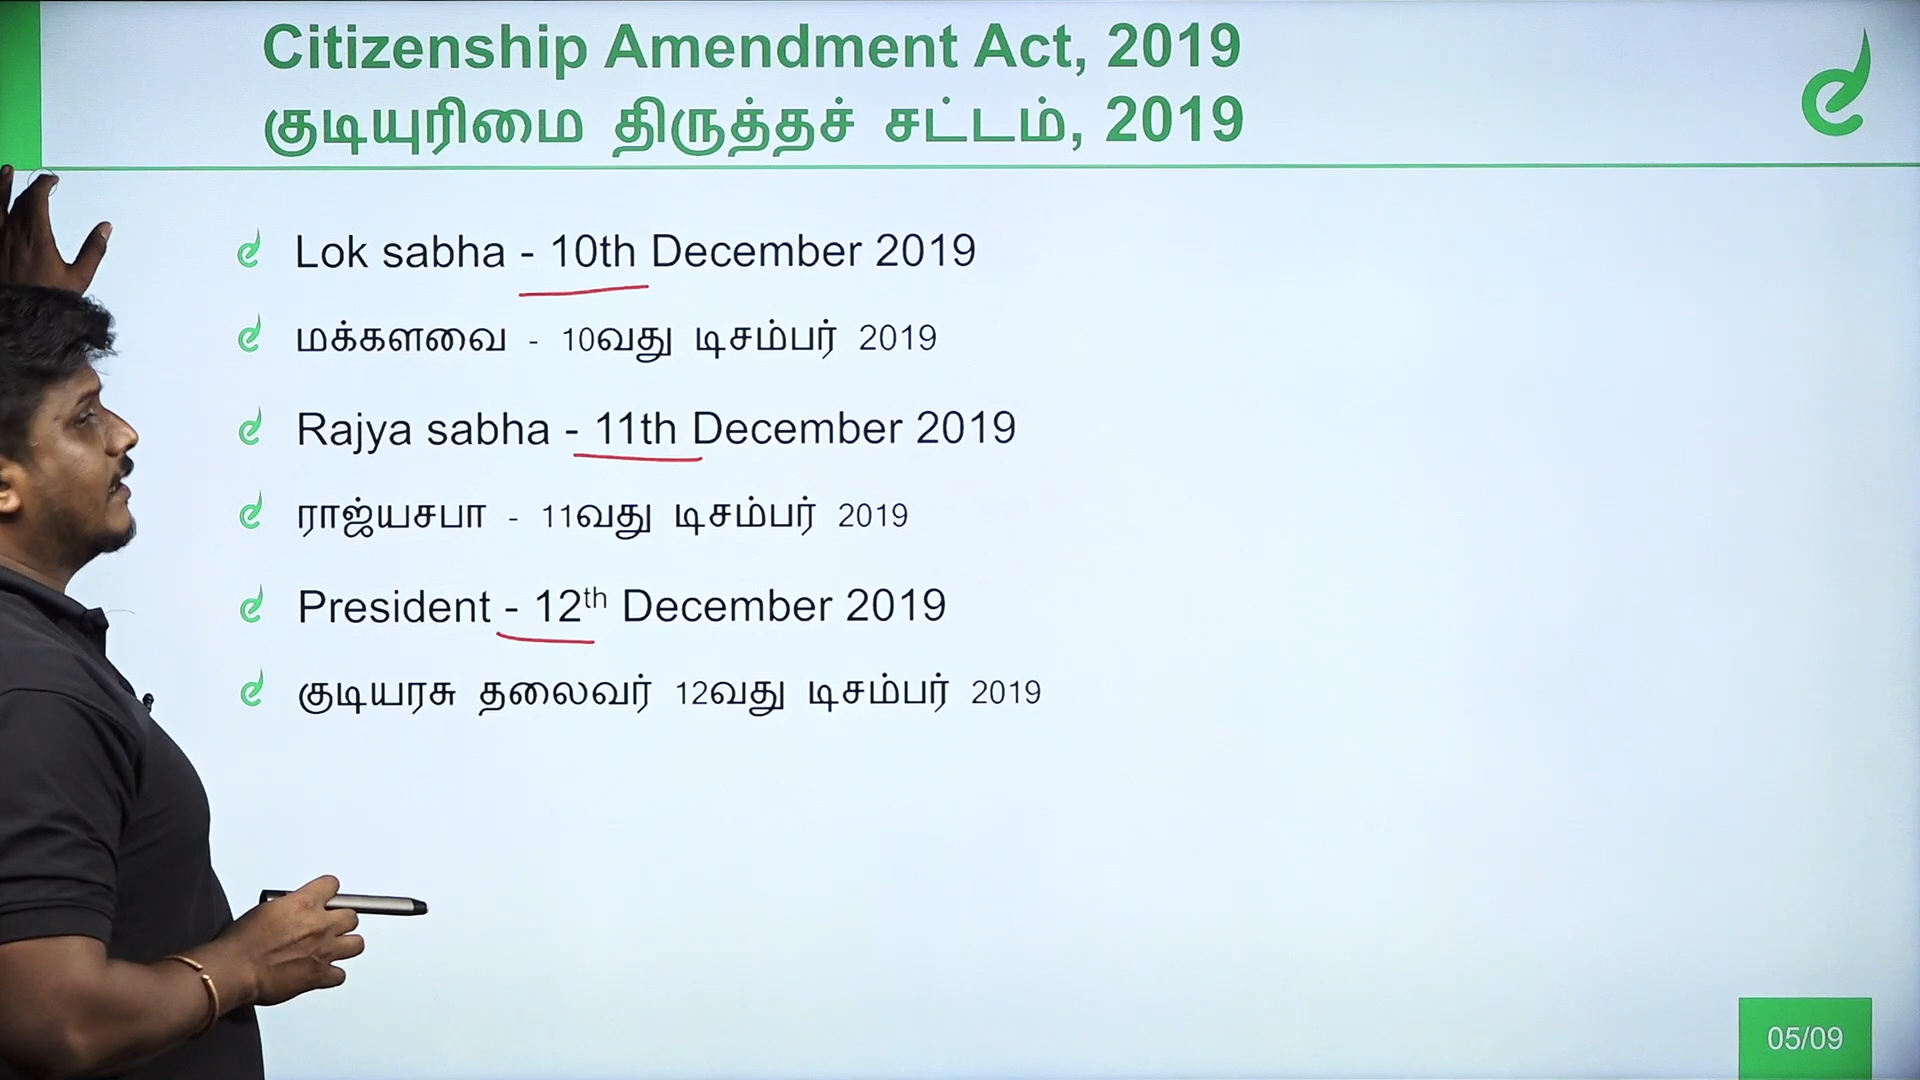 Citizenship Amendment Act, 2019
குடியுரிமை திருத்தச் சட்டம், 2019
Lok sabha - 10th December 2019
மக்களவை - 10வது டிசம்பர் 2019
Rajya sabha - 11th December 2019
ராஜ்யசபா - 11வது டிசம்பர் 2019
President - 12th December 2019
குடியரசு தலைவர் 12வது டிசம்பர் 2019
05/09